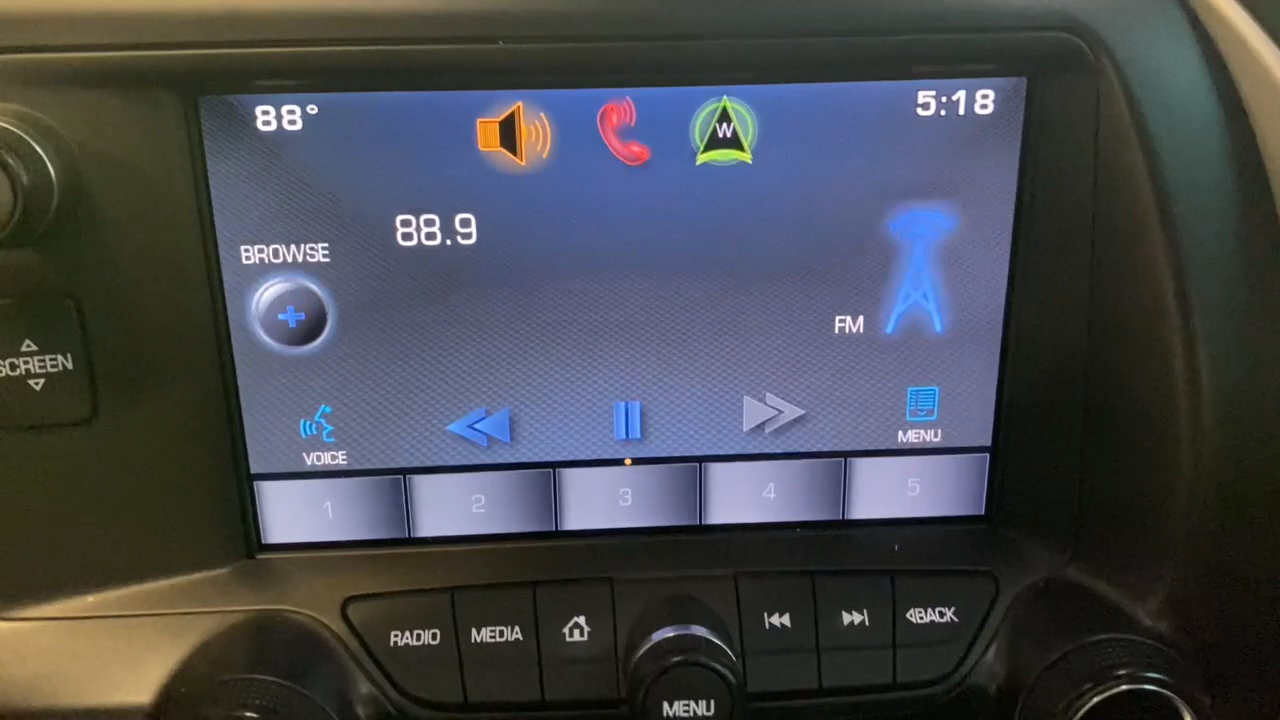 88°
W
5:18
88.9
BROWSE
FM
SCREEN
VOICE
MENU
1
2
3
4
5
RADIO
MEDIA
BACK
MENU